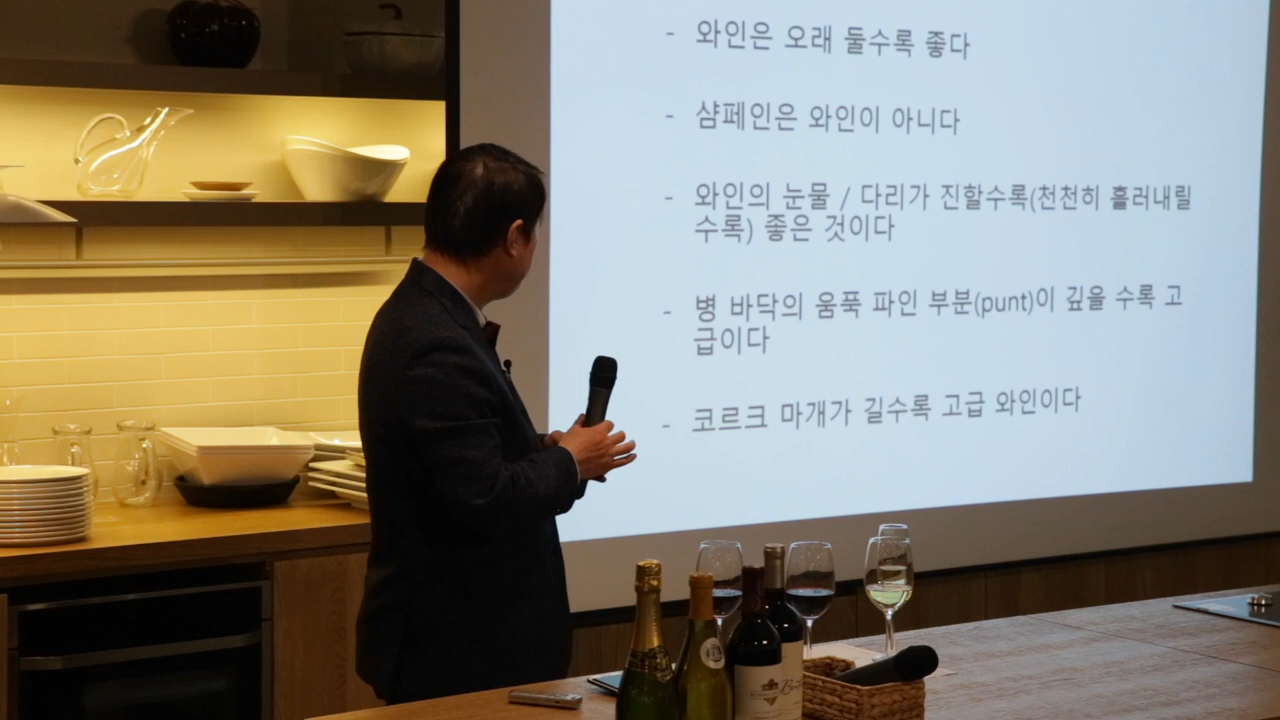 - 와인은 오래 둘수록 좋다
- 샴페인은 와인이 아니다
- 와인의 눈물 / 다리가 진할수록(천천히 흘러내릴
수록) 좋은 것이다
- 병 바닥의 움푹 파인 부분(punt)이 깊을 수록 고
급이다
- 코르크 마개가 길수록 고급 와인이다